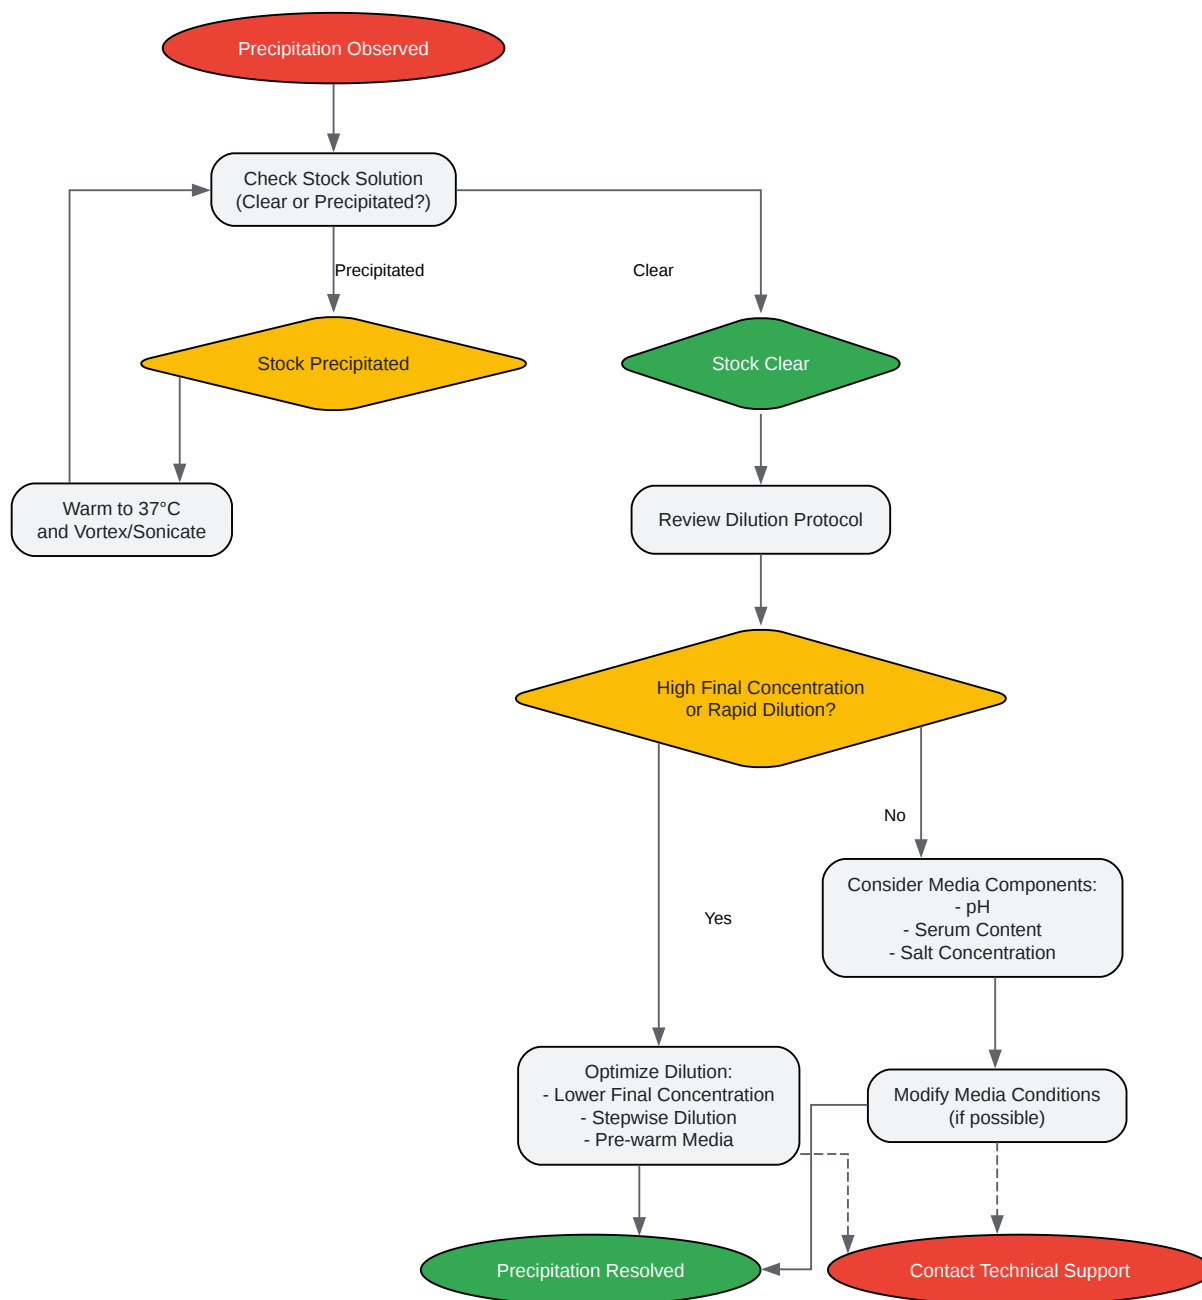 Precipitation Observed
Check Stock Solution
(Clear or Precipitated?)
Precipitated
Clear
Stock Precipitated
Stock Clear
Warm to 37°C
and Vortex/Sonicate
Review Dilution Protocol
High Final Concentration
or Rapid Dilution?
No
Yes
Consider Media Components:
- pH
- Serum Content
- Salt Concentration
Optimize Dilution:
- Lower Final Concentration
- Stepwise Dilution
- Pre-warm Media
Modify Media Conditions
(if possible)
Precipitation Resolved
Contact Technical Support